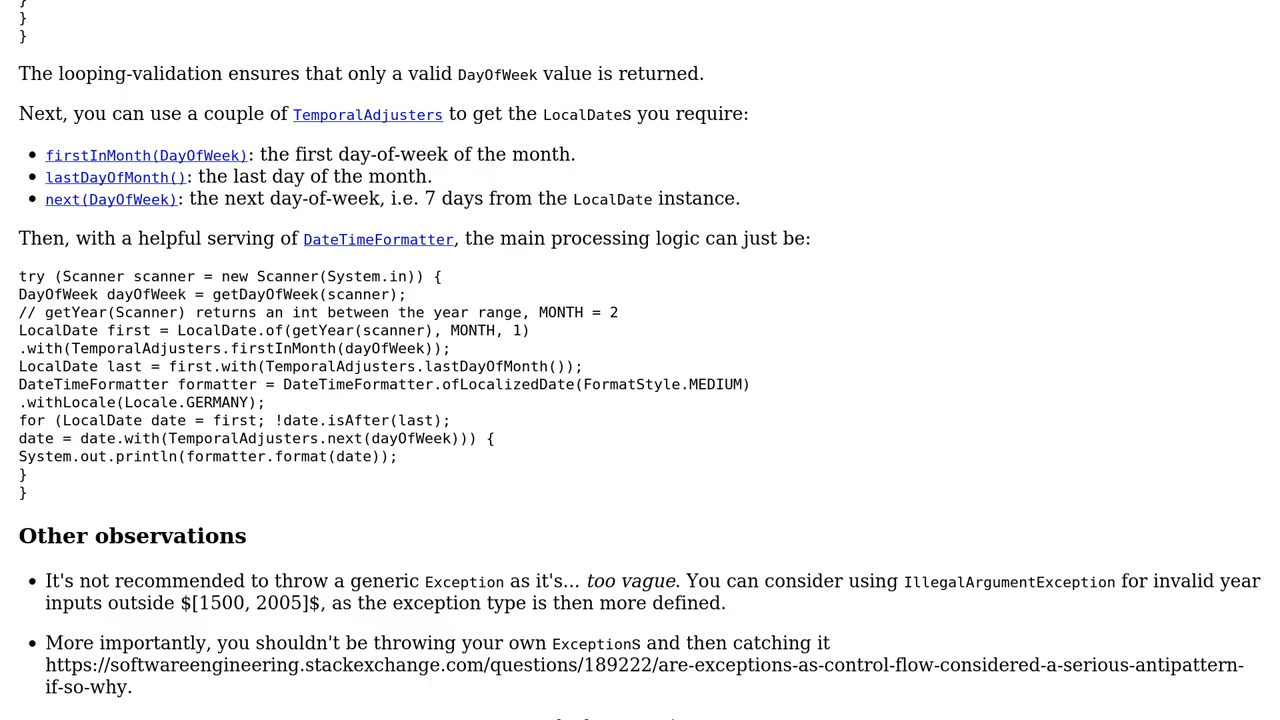 }
}
}
The looping-validation ensures that only a valid DayOfWeek value is returned.
Next, you can use a couple of TemporalAdjusters to get the LocalDates you require:
• firstInMonth(DayOfWeek): the first day-of-week of the month.
• lastDayOfMonth(): the last day of the month.
• next(DayOfWeek): the next day-of-week, i.e. 7 days from the LocalDate instance.
Then, with a helpful serving of DateTimeFormatter, the main processing logic can just be:
try (Scanner scanner = new Scanner(System.in)) {
DayOfWeek dayOfWeek = getDayOfWeek(scanner);
// getYear(Scanner) returns an int between the year range, MONTH = 2
LocalDate first = LocalDate.of(getYear(scanner), MONTH, 1)
.with(TemporalAdjusters.firstInMonth(dayOfWeek));
LocalDate last = first.with(TemporalAdjusters.lastDayOfMonth());
DateTimeFormatter formatter = DateTimeFormatter.ofLocalizedDate(FormatStyle.MEDIUM)
.withLocale(Locale.GERMANY);
for (LocalDate date = first; !date.isAfter(last);
date = date.with(TemporalAdjusters.next(dayOfWeek))) {
System.out.println(formatter.format(date));
}
}
Other observations
• It's not recommended to throw a generic Exception as it's... too vague. You can consider using IllegalArgumentException for invalid year
inputs outside $[1500, 2005]$, as the exception type is then more defined.
• More importantly, you shouldn't be throwing your own Exceptions and then catching it
https://softwareengineering.stackexchange.com/questions/189222/are-exceptions-as-control-flow-considered-a-serious-antipattern-
if-so-why.